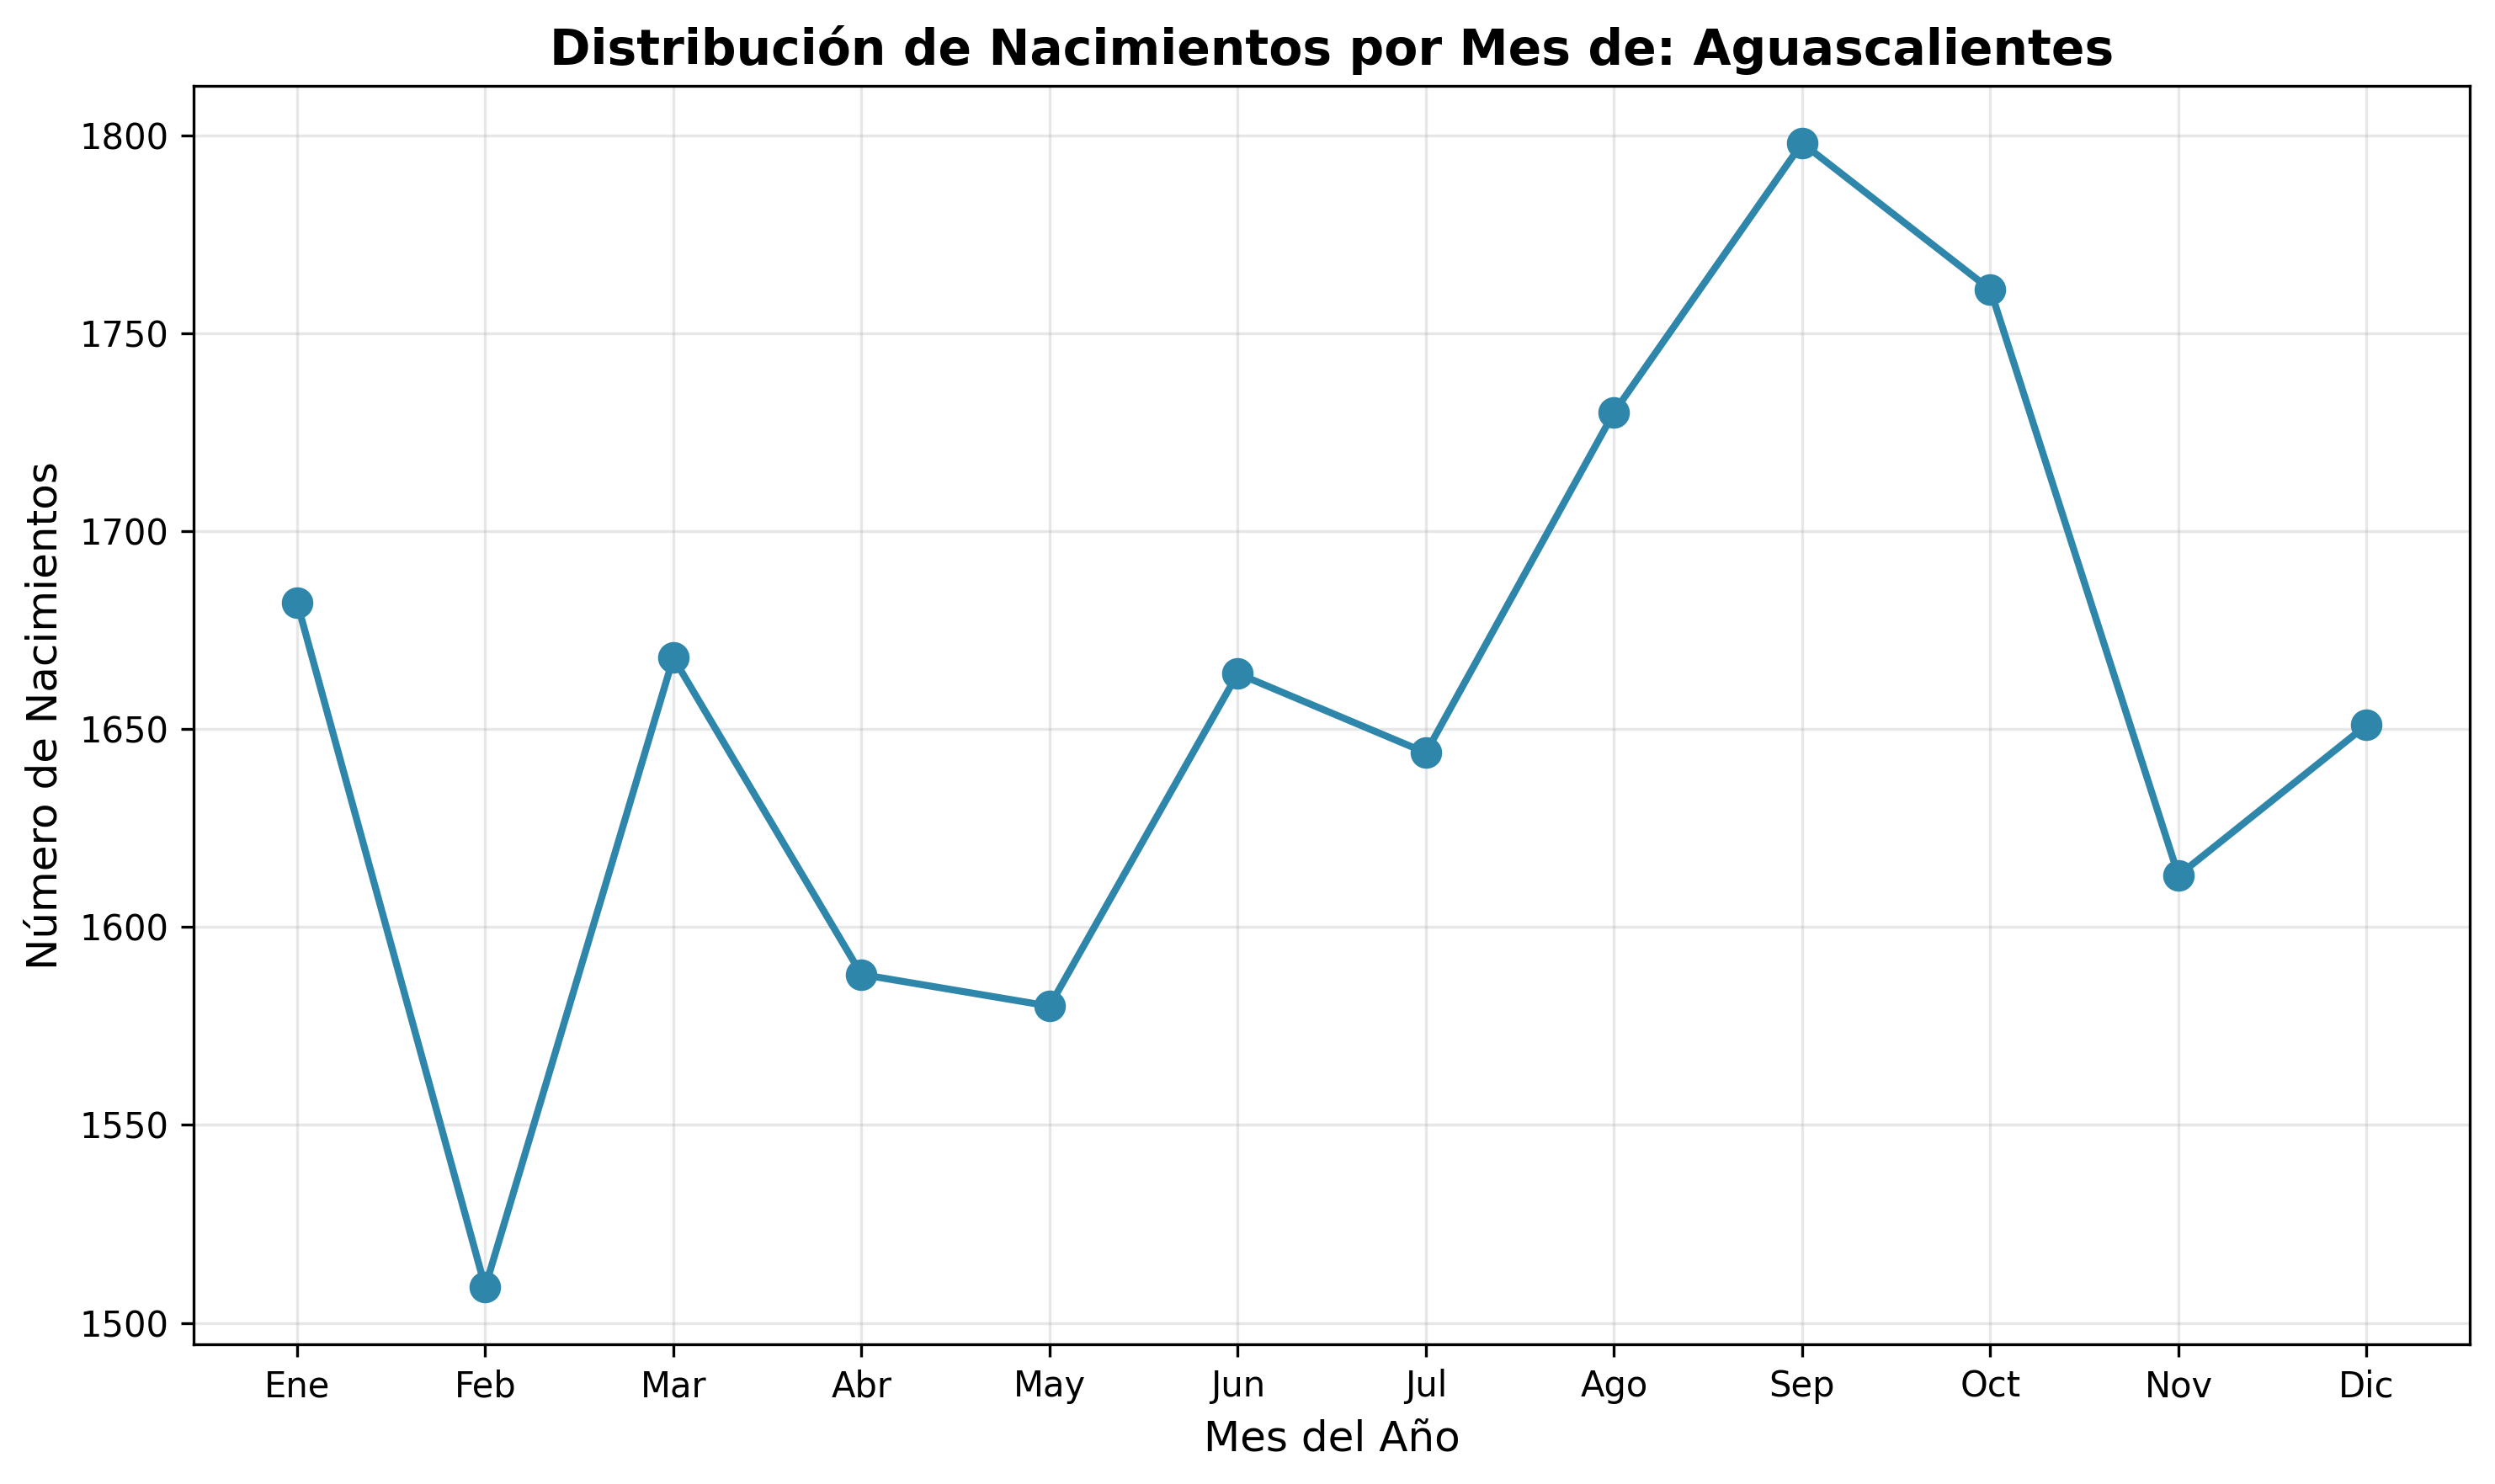 Distribución de Nacimientos por Mes de: Aguascalientes
Número de Nacimientos
1800
1750
1700
1650
1600
1550
1500
Ene Feb Mar Abr May Jun Jul Ago Sep Oct Nov Dic
Mes del Año